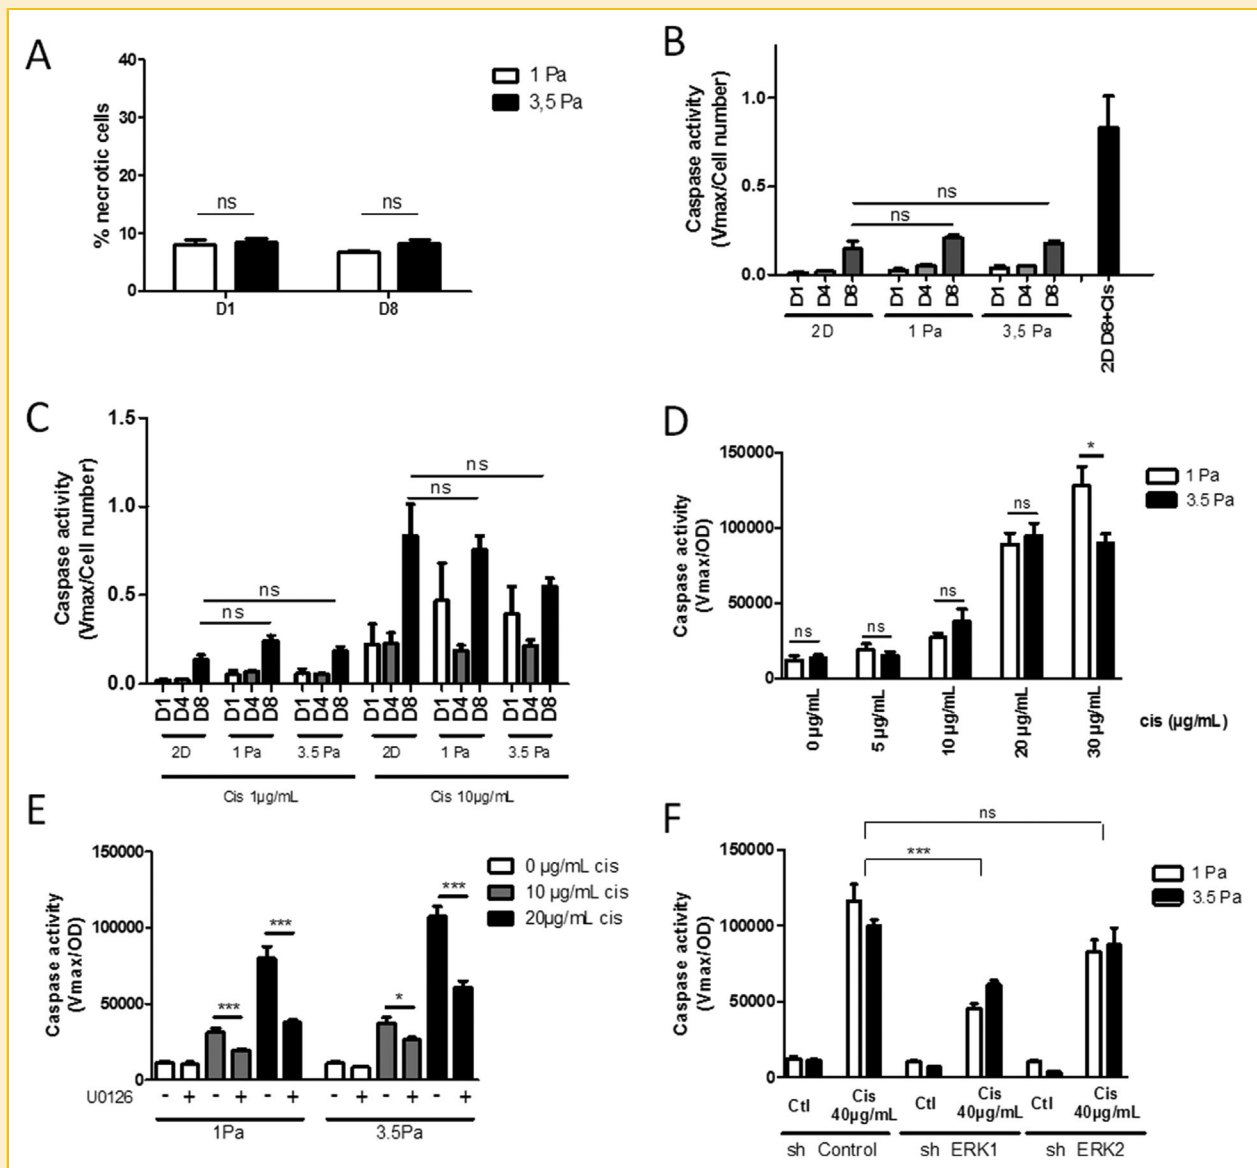 A
40
30
20
10
0
% necrotic cells
ns
ns
D1
D8
1 Pa
3,5 Pa
B
1.0
0.5
0.0
Caspase activity
(Vmax/Cell number)
ns
ns
D1 D4 D8 D1 D4 D8 D1 D4 D8 2D D8+Cis
2D 1 Pa 3,5 Pa
C
1.5
1.0
0.5
0.0
Caspase activity
(Vmax/Cell number)
ns
ns
ns
ns
D1 D4 D8 D1 D4 D8 D1 D4 D8 D1 D4 D8 D1 D4 D8 D1 D4 D8
2D 1 Pa 3.5 Pa 2D 1 Pa 3.5 Pa
Cis 1µg/mL Cis 10µg/mL
D
150000
100000
50000
0
Caspase activity
(Vmax/OD)
ns ns ns ns *
0 µg/mL 5 µg/mL 10 µg/mL 20 µg/mL 30 µg/mL
cis (µg/mL)
1 Pa
3.5 Pa
E
150000
100000
50000
0
Caspase activity
(Vmax/OD)
*** *** * ***
0 µg/mL cis
10 µg/mL cis
20µg/mL cis
U0126 - + - + - + - + - + - +
1Pa 3.5Pa
F
150000
100000
50000
0
Caspase activity
(Vmax/OD)
ns
***
1 Pa
3.5 Pa
Ctl Cis Ctl Cis Ctl Cis
40µg/mL 40µg/mL 40µg/mL
sh Control sh ERK1 sh ERK2